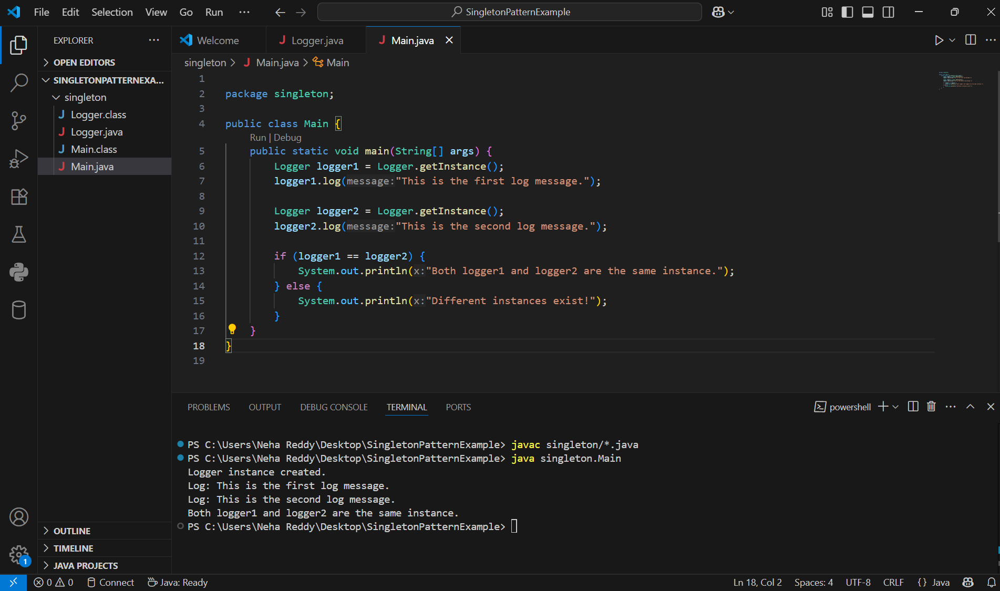 File Edit Selection View Go Run ··· SingletonPatternExample
EXPLORER ···
OPEN EDITORS
SINGLETONPATTERNEXA...
singleton
Logger.class
Logger.java
Main.class
Main.java
OUTLINE
TIMELINE
JAVA PROJECTS
Welcome Logger.java Main.java
singleton > Main.java > Main
1
2 package singleton;
3
4 public class Main {
Run | Debug
5 public static void main(String[] args) {
6 Logger logger1 = Logger.getInstance();
7 logger1.log(message:"This is the first log message.");
8
9 Logger logger2 = Logger.getInstance();
10 logger2.log(message:"This is the second log message.");
11
12 if (logger1 == logger2) {
13 System.out.println(x:"Both logger1 and logger2 are the same instance.");
14 } else {
15 System.out.println(x:"Different instances exist!");
16 }
17 }
18 }
19
PROBLEMS OUTPUT DEBUG CONSOLE TERMINAL PORTS powershell
PS C:\Users\Neha Reddy\Desktop\SingletonPatternExample> javac singleton/*.java
PS C:\Users\Neha Reddy\Desktop\SingletonPatternExample> java singleton.Main
Logger instance created.
Log: This is the first log message.
Log: This is the second log message.
Both logger1 and logger2 are the same instance.
PS C:\Users\Neha Reddy\Desktop\SingletonPatternExample>
1
0 0 Connect Java: Ready Ln 18, Col 2 Spaces: 4 UTF-8 CRLF {} Java